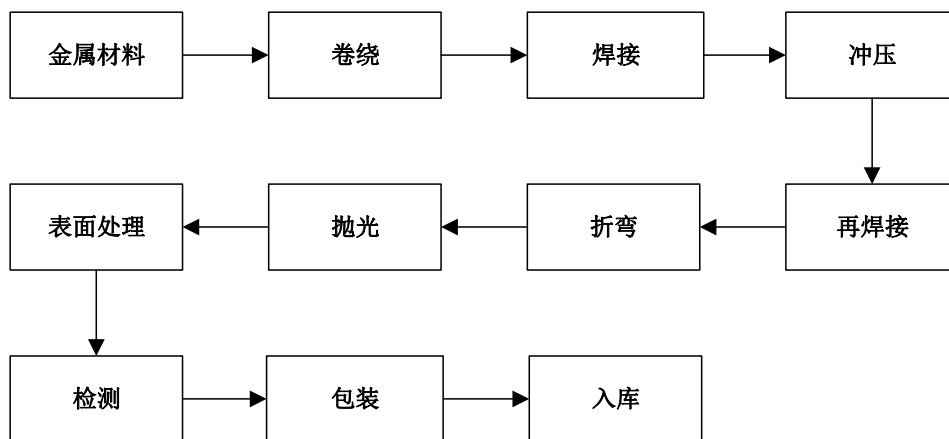 金属材料
卷绕
焊接
冲压
表面处理
抛光
折弯
再焊接
检测
包装
入库